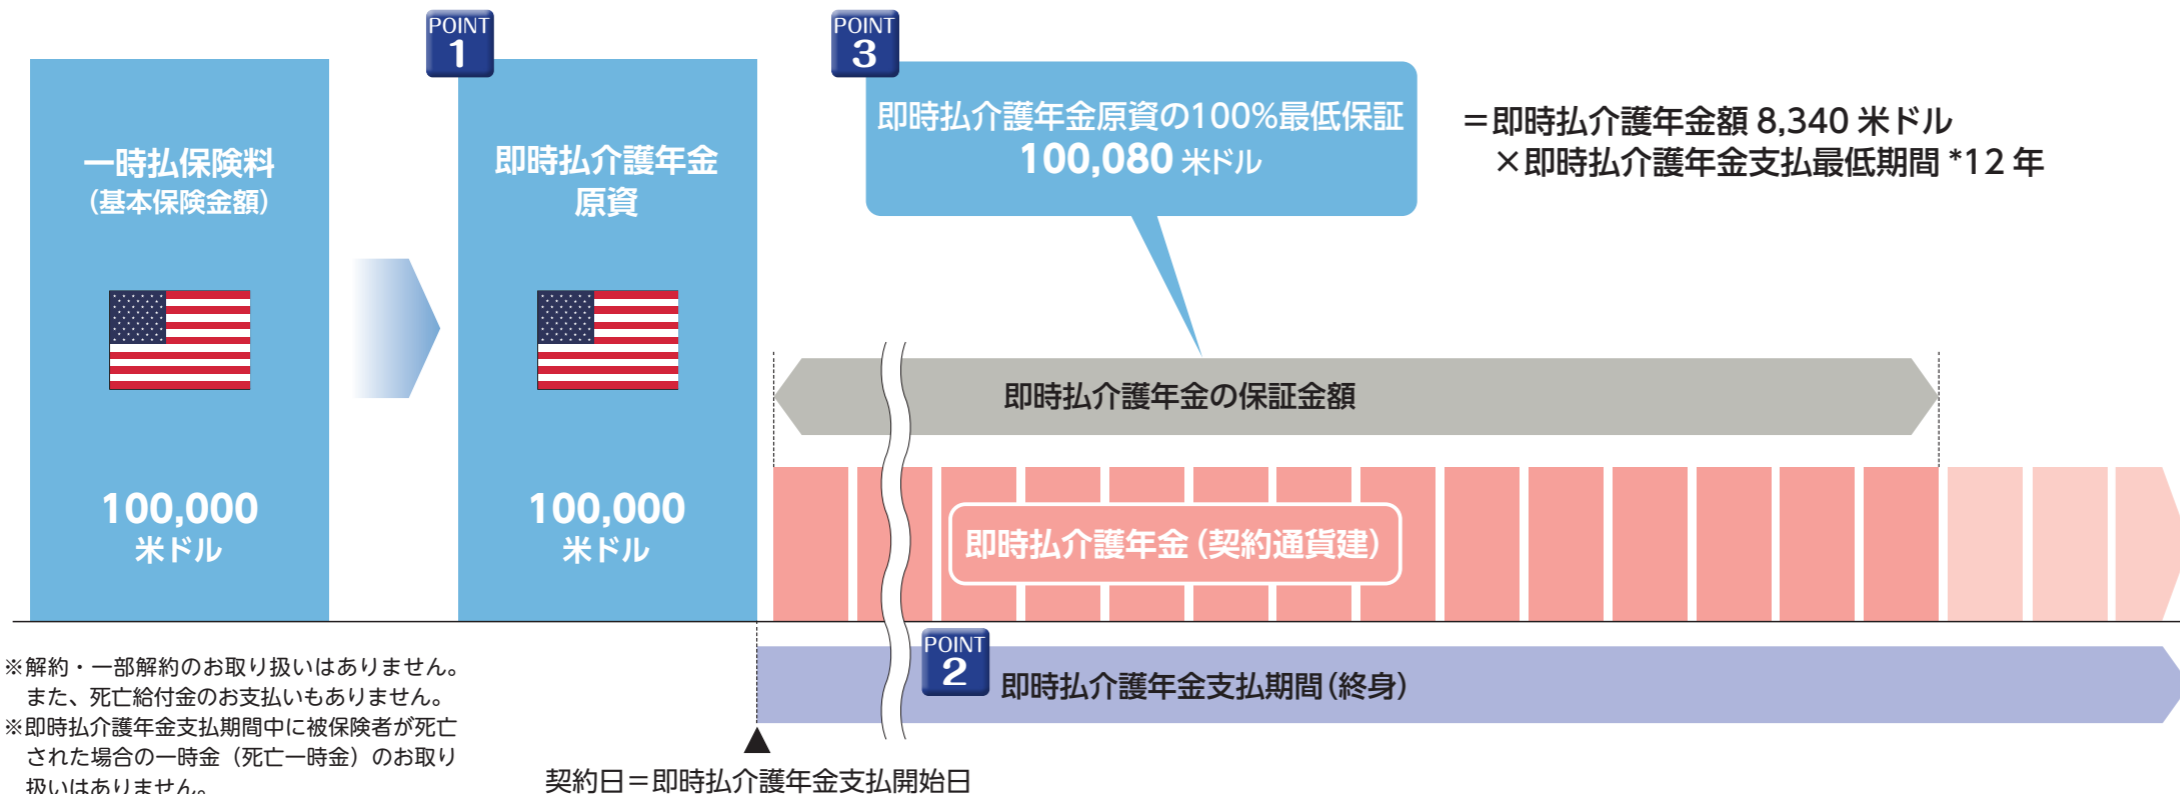 POINT
1
POINT
3
一時払保険料
（基本保険金額）
100,000
米ドル
即時払介護年金
原資
100,000
米ドル
即時払介護年金原資の100%最低保証
100,080 米ドル
＝即時払介護年金額 8,340 米ドル
×即時払介護年金支払最低期間 *12 年
即時払介護年金の保証金額
即時払介護年金（契約通貨建）
POINT
2
即時払介護年金支払期間（終身）
※解約・一部解約のお取り扱いはありません。
また、死亡給付金のお支払いもありません。
※即時払介護年金支払期間中に被保険者が死亡
された場合の一時金（死亡一時金）のお取り
扱いはありません。
契約日＝即時払介護年金支払開始日